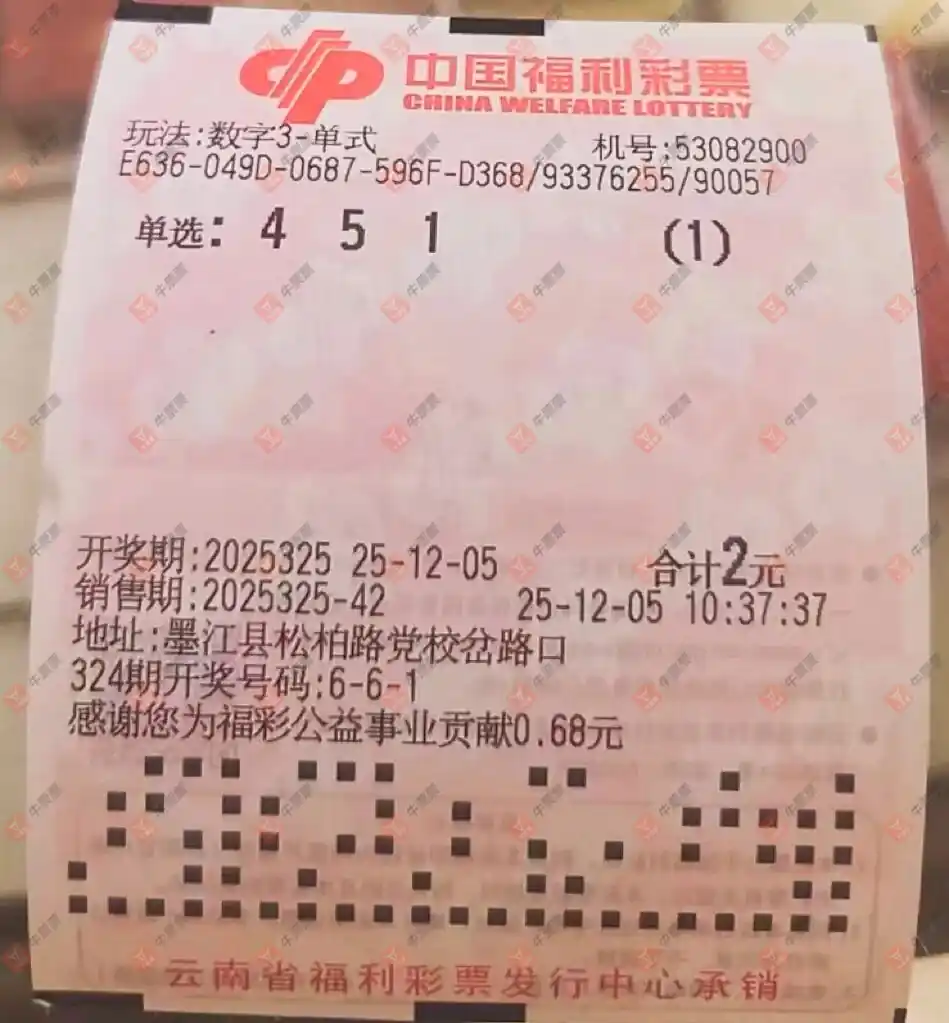 中国福利彩票
CHINA WELFARE LOTTERY
玩法:数字3-单式 机号:53082900
E636-049D-0687-596F-D368/93376255/90057
单选: 4 5 1 (1)
开奖期:2025325 25-12-05 合计2元
销售期:2025325-42 25-12-05 10:37:37
地址:墨江县松柏路党校岔路口
324期开奖号码:6-6-1
感谢您为福彩公益事业贡献0.68元
云南省福利彩票发行中心承销